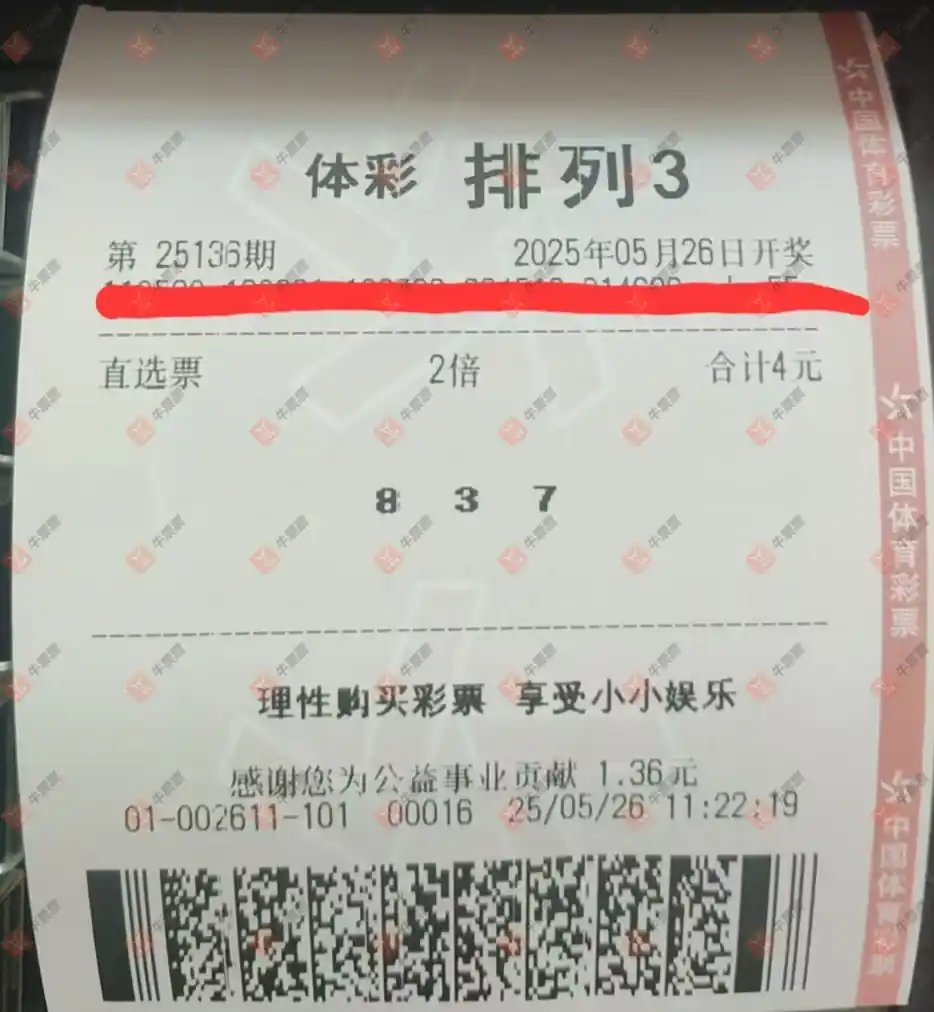 体彩 排列3
第 25136期 2025年05月26日开奖
直选票 2倍 合计4元
8 3 7
理性购买彩票 享受小小娱乐
感谢您为公益事业贡献 1.36元
01-002611-101 00016 25/05/26 11:22:19
中国体育彩票
中国体育彩票
中国体育彩票
牛票票